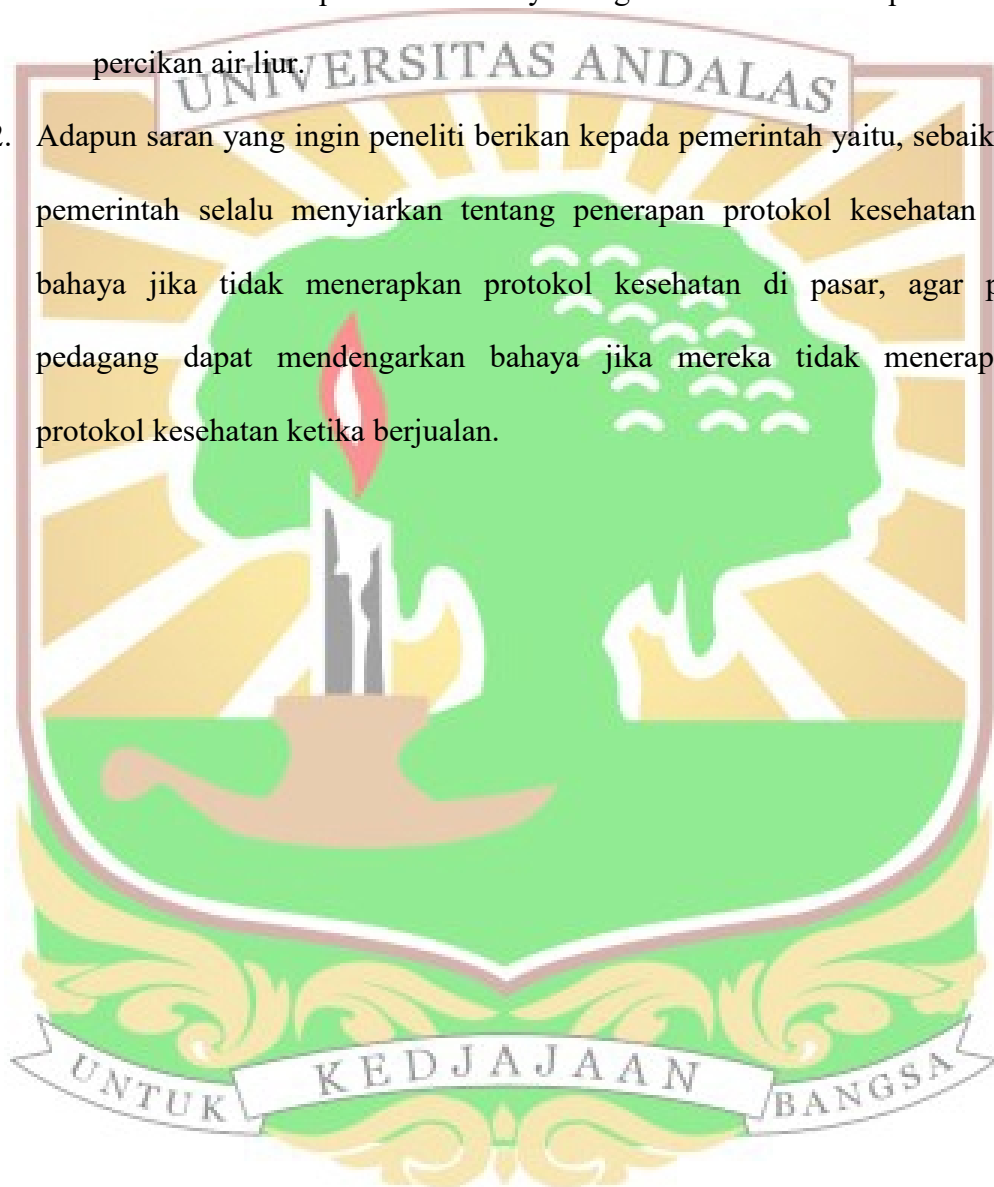 percikan air liur.
UNIVERSITAS ANDALAS
2. Adapun saran yang ingin peneliti berikan kepada pemerintah yaitu, sebaik
pemerintah selalu menyiarkan tentang penerapan protokol kesehatan
bahaya jika tidak menerapkan protokol kesehatan di pasar, agar p
pedagang dapat mendengarkan bahaya jika mereka tidak menerap
protokol kesehatan ketika berjualan.
UNTUK KEDJAJAAN BANGSA